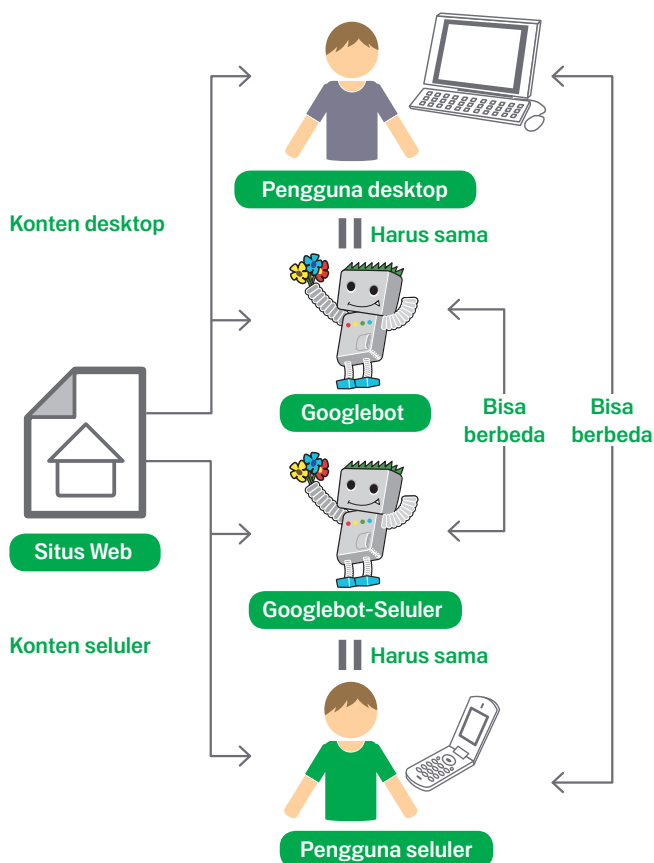 Pengguna desktop
Konten desktop
Harus sama
Googlebot
Bisa
berbeda
Bisa
berbeda
Situs Web
Googlebot-Seluler
Konten seluler
Harus sama
Pengguna seluler